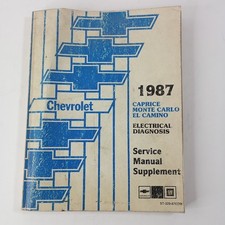 1987
Chevrolet
CAPRICE
MONTE CARLO
EL CAMINO
ELECTRICAL
DIAGNOSIS
Service
Manual
Supplement